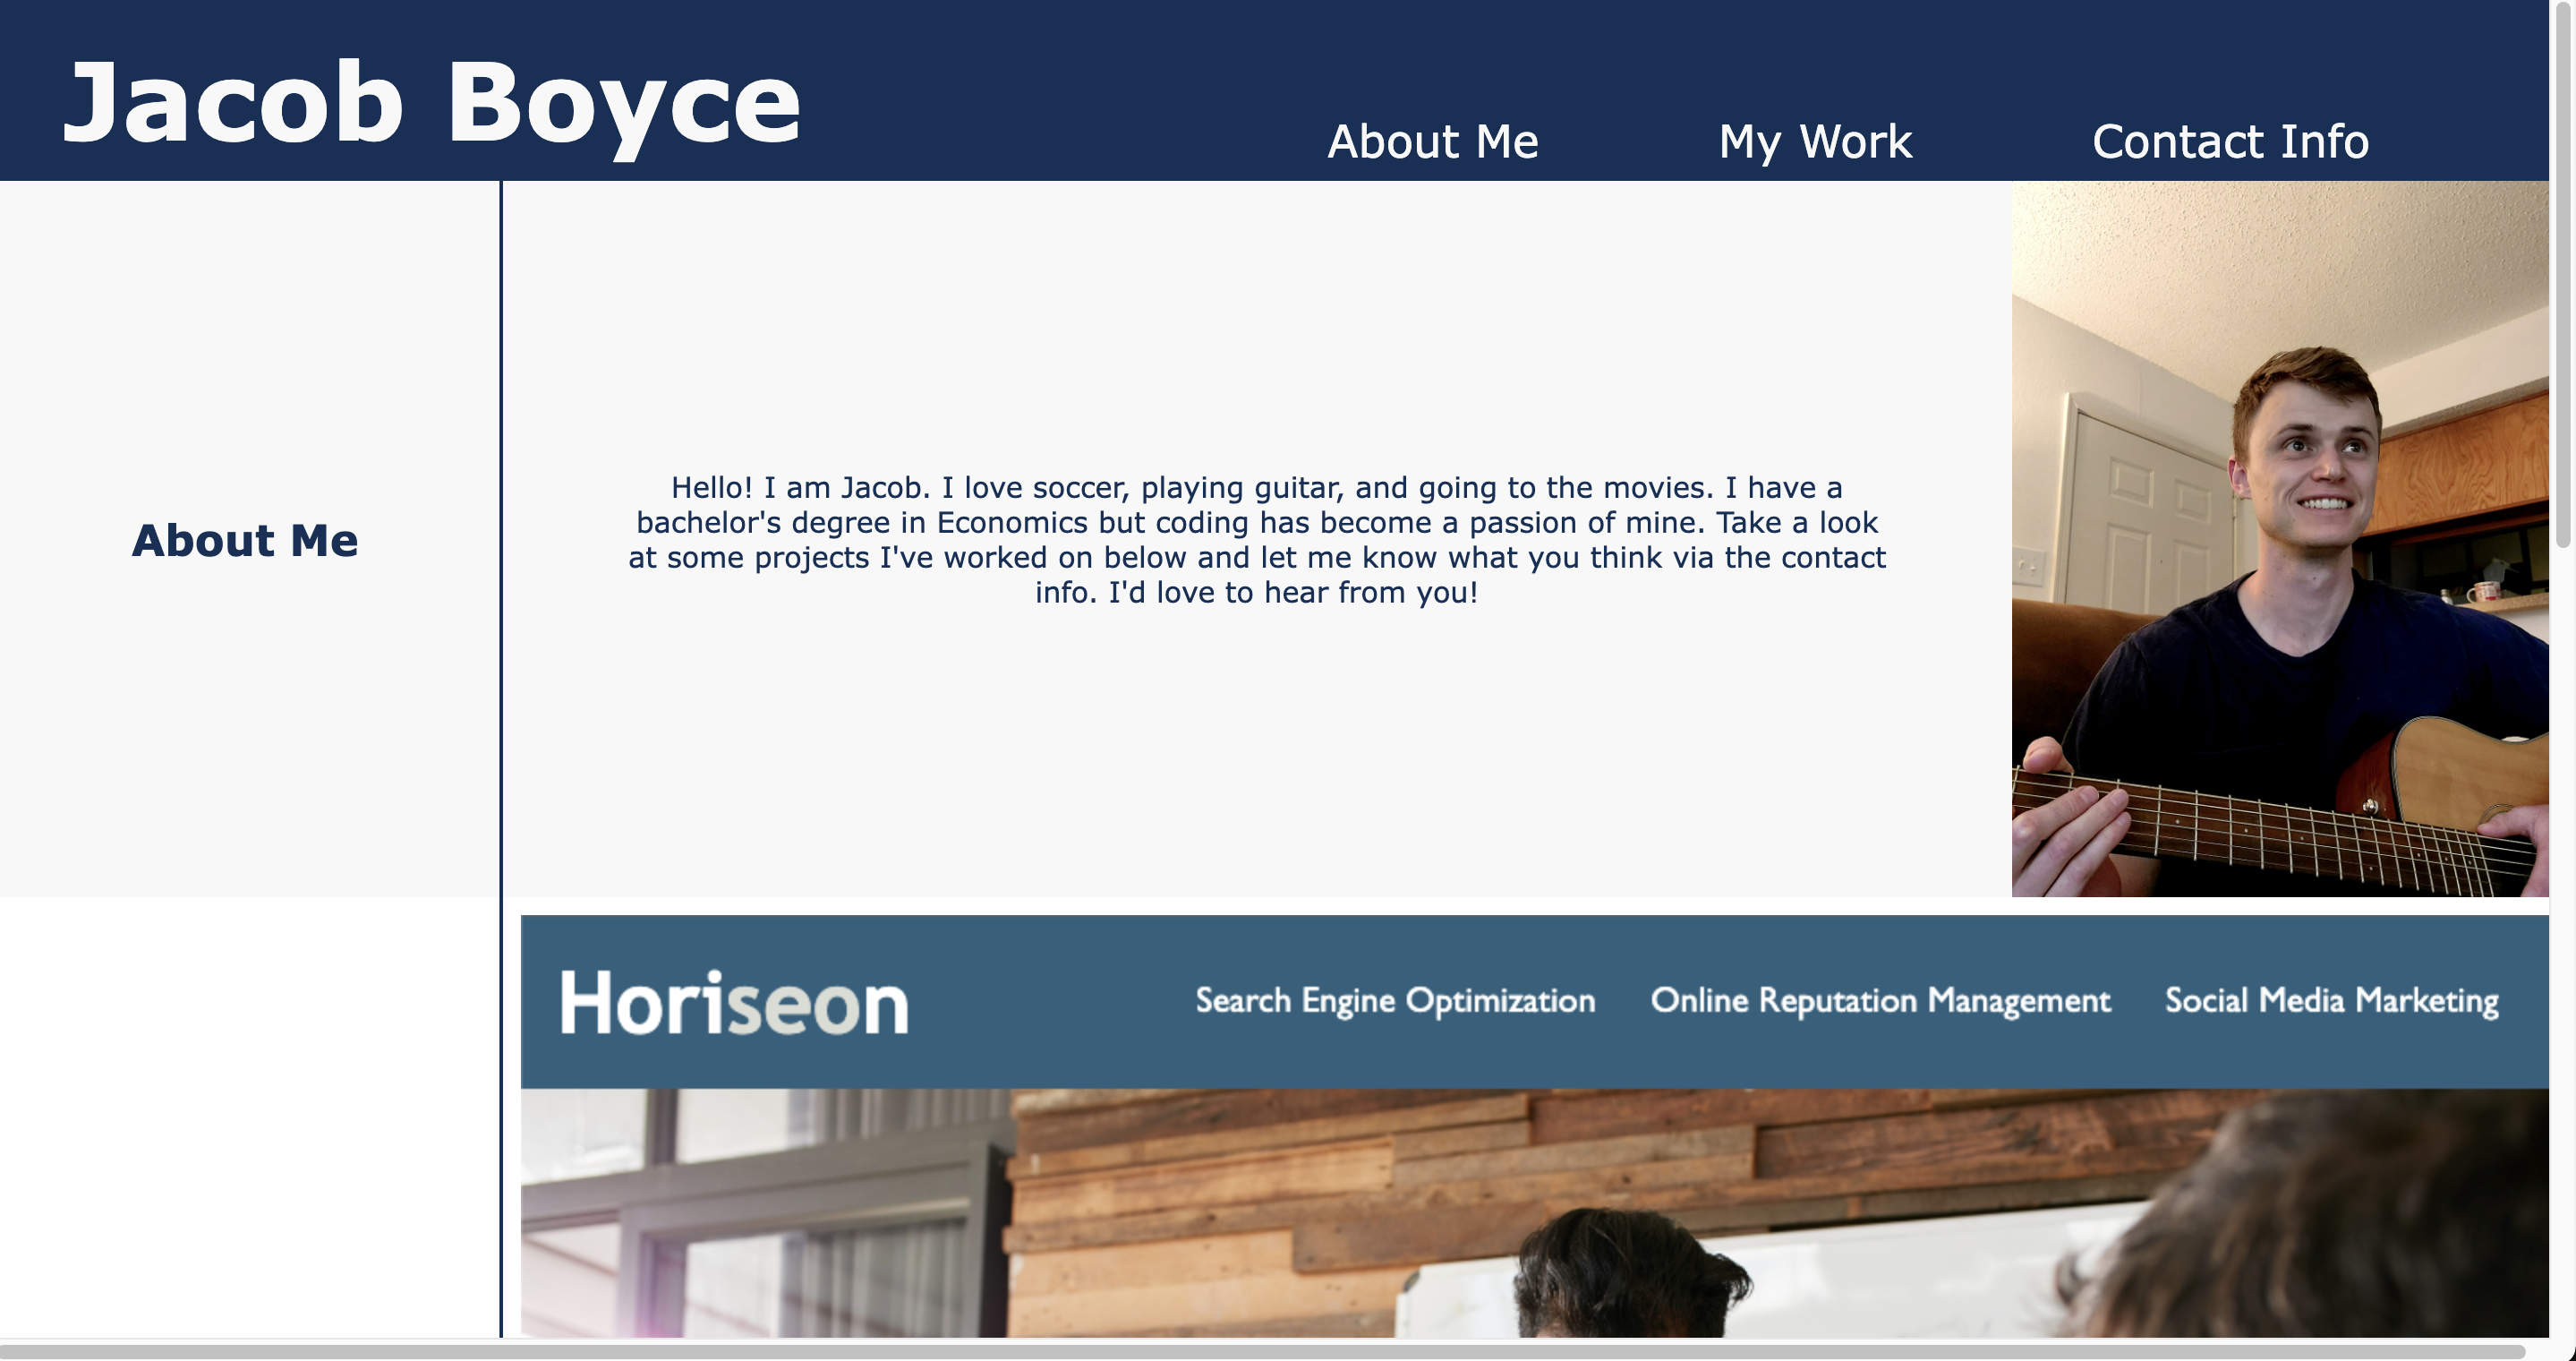 Jacob Boyce
About Me
My Work
Contact Info
About Me
Hello! I am Jacob. I love soccer, playing guitar, and going to the movies. I have a
bachelor's degree in Economics but coding has become a passion of mine. Take a look
at some projects I've worked on below and let me know what you think via the contact
info. I'd love to hear from you!
Horiseon
Search Engine Optimization
Online Reputation Management
Social Media Marketing